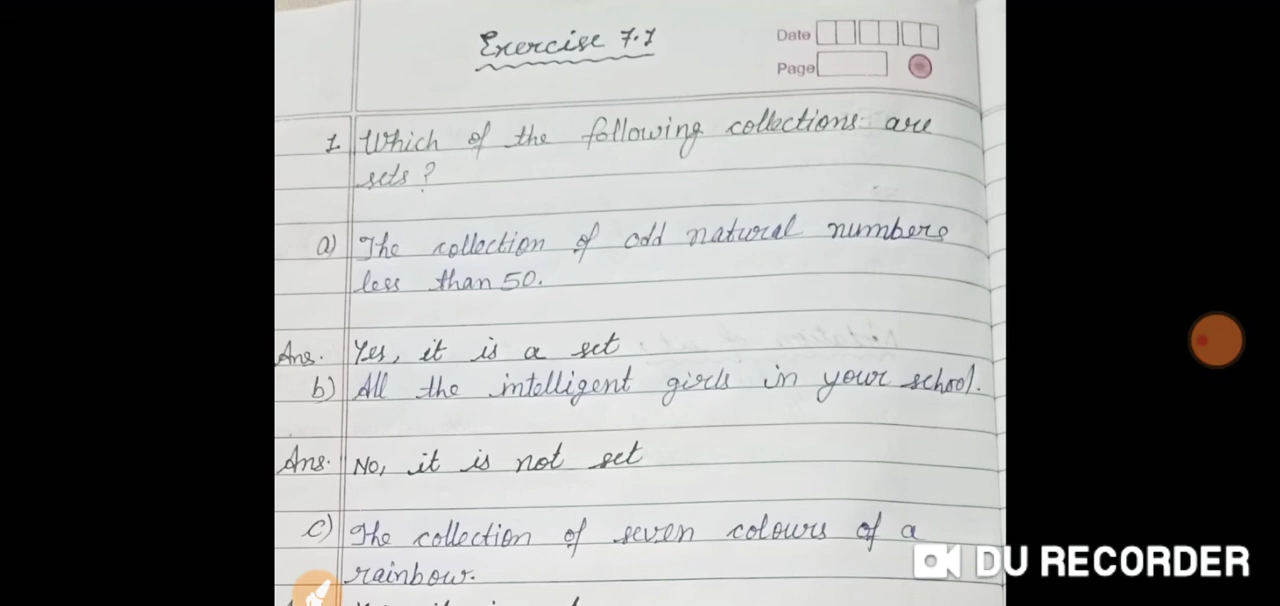 Exercise 7.1
Date
Page
1. Which of the following collections are
sets?
a) The collection of odd natural numbers
less than 50.
Ans. Yes, it is a set
b) All the intelligent girls in your school.
Ans. No, it is not set
c) The collection of seven colours of a
rainbow.
DU RECORDER